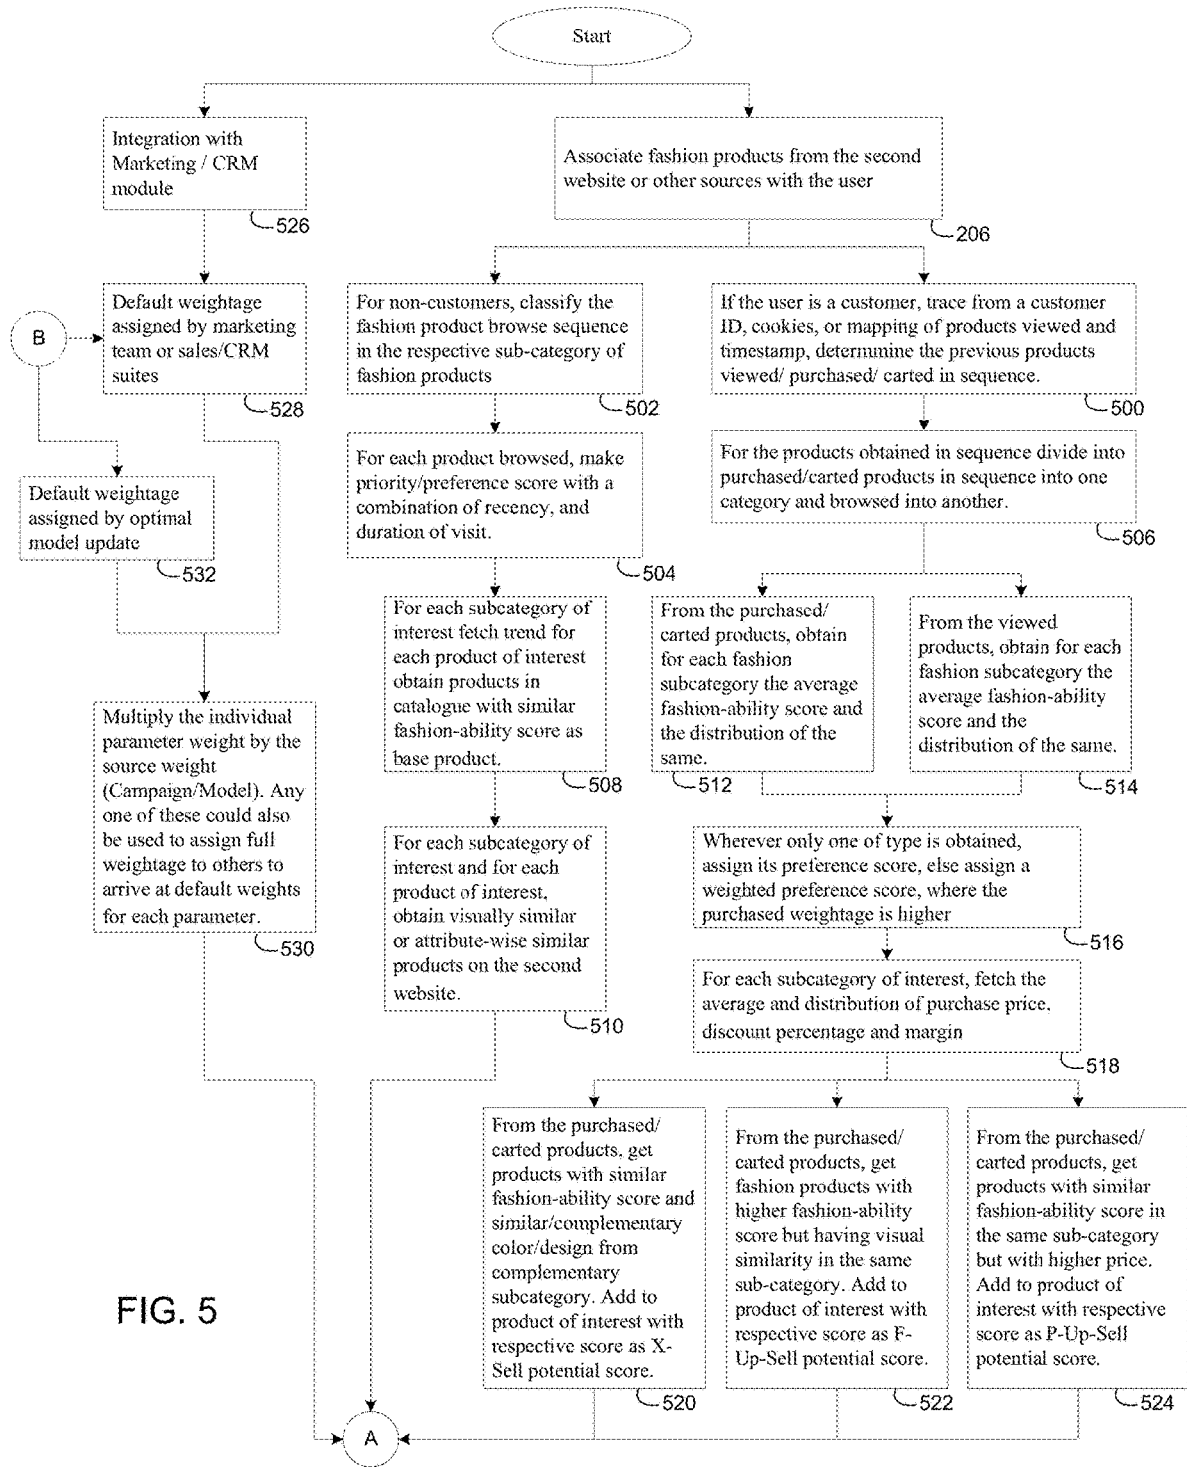 Start
Integration with
Marketing / CRM
module
526
Associate fashion products from the second
website or other sources with the user
206
B
Default weightage
assigned by marketing
team or sales/CRM
suites
528
For non-customers, classify the
fashion product browse sequence
in the respective sub-category of
fashion products
502
If the user is a customer, trace from a customer
ID, cookies, or mapping of products viewed and
timestamp, determine the previous products
viewed/ purchased/ carted in sequence.
500
Default weightage
assigned by optimal
model update
532
For each product browsed, make
priority/preference score with a
combination of recency, and
duration of visit.
504
For the products obtained in sequence divide into
purchased/carted products in sequence into one
category and browsed into another.
506
For each subcategory of
interest fetch trend for
each product of interest
obtain products in
catalogue with similar
fashion-ability score as
base product.
508
From the purchased/
carted products, obtain
for each fashion
subcategory the average
fashion-ability score and
the distribution of the
same.
512
From the viewed
products, obtain for each
fashion subcategory the
average fashion-ability
score and the
distribution of the same.
514
Multiply the individual
parameter weight by the
source weight
(Campaign/Model). Any
one of these could also
be used to assign full
weightage to others to
arrive at default weights
for each parameter.
530
For each subcategory of
interest and for each
product of interest,
obtain visually similar
or attribute-wise similar
products on the second
website.
510
Wherever only one of type is obtained,
assign its preference score, else assign a
weighted preference score, where the
purchased weightage is higher
516
For each subcategory of interest, fetch the
average and distribution of purchase price,
discount percentage and margin
518
From the purchased/
carted products, get
products with similar
fashion-ability score and
similar/complementary
color/design from
complementary
subcategory. Add to
product of interest with
respective score as X-
Sell potential score.
520
From the purchased/
carted products, get
fashion products with
higher fashion-ability
score but having visual
similarity in the same
sub-category. Add to
product of interest with
respective score as F-
Up-Sell potential score.
522
From the purchased/
carted products, get
products with similar
fashion-ability score in
the same sub-category
but with higher price.
Add to product of
interest with respective
score as P-Up-Sell
potential score.
524
FIG. 5
A